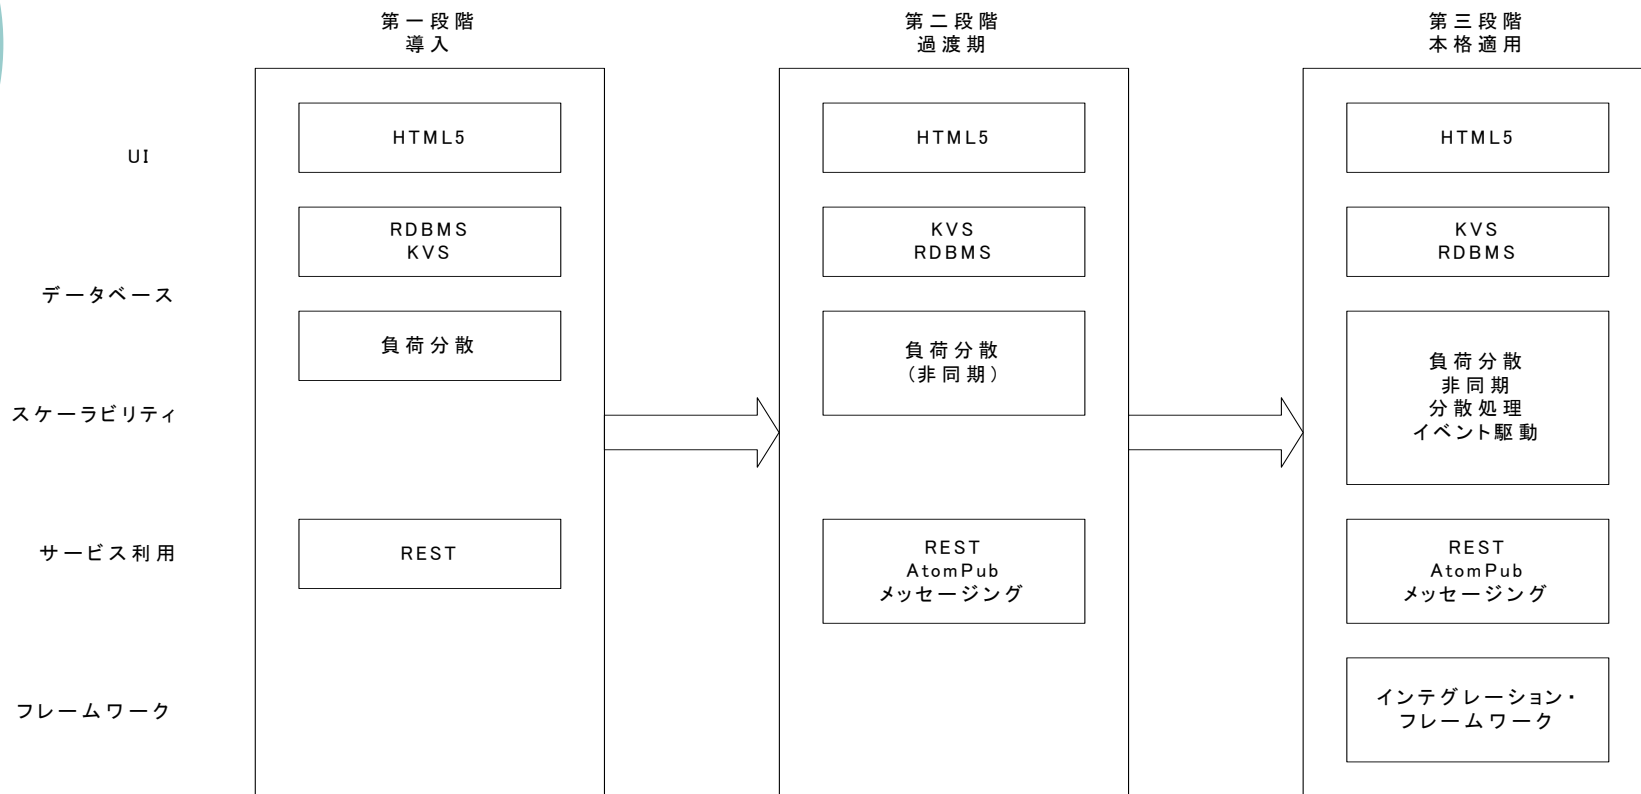 第一段階
導入
第二段階
過渡期
第三段階
本格適用
UI
HTML5
HTML5
HTML5
データベース
RDBMS
KVS
KVS
RDBMS
KVS
RDBMS
スケーラビリティ
負荷分散
負荷分散
(非同期)
負荷分散
非同期
分散処理
イベント駆動
サービス利用
REST
REST
AtomPub
メッセージング
REST
AtomPub
メッセージング
フレームワーク
インテグレーション・
フレームワーク